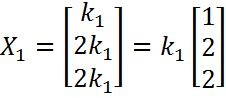 X₁ = [k₁; 2k₁; 2k₁] = k₁ [1; 2; 2]